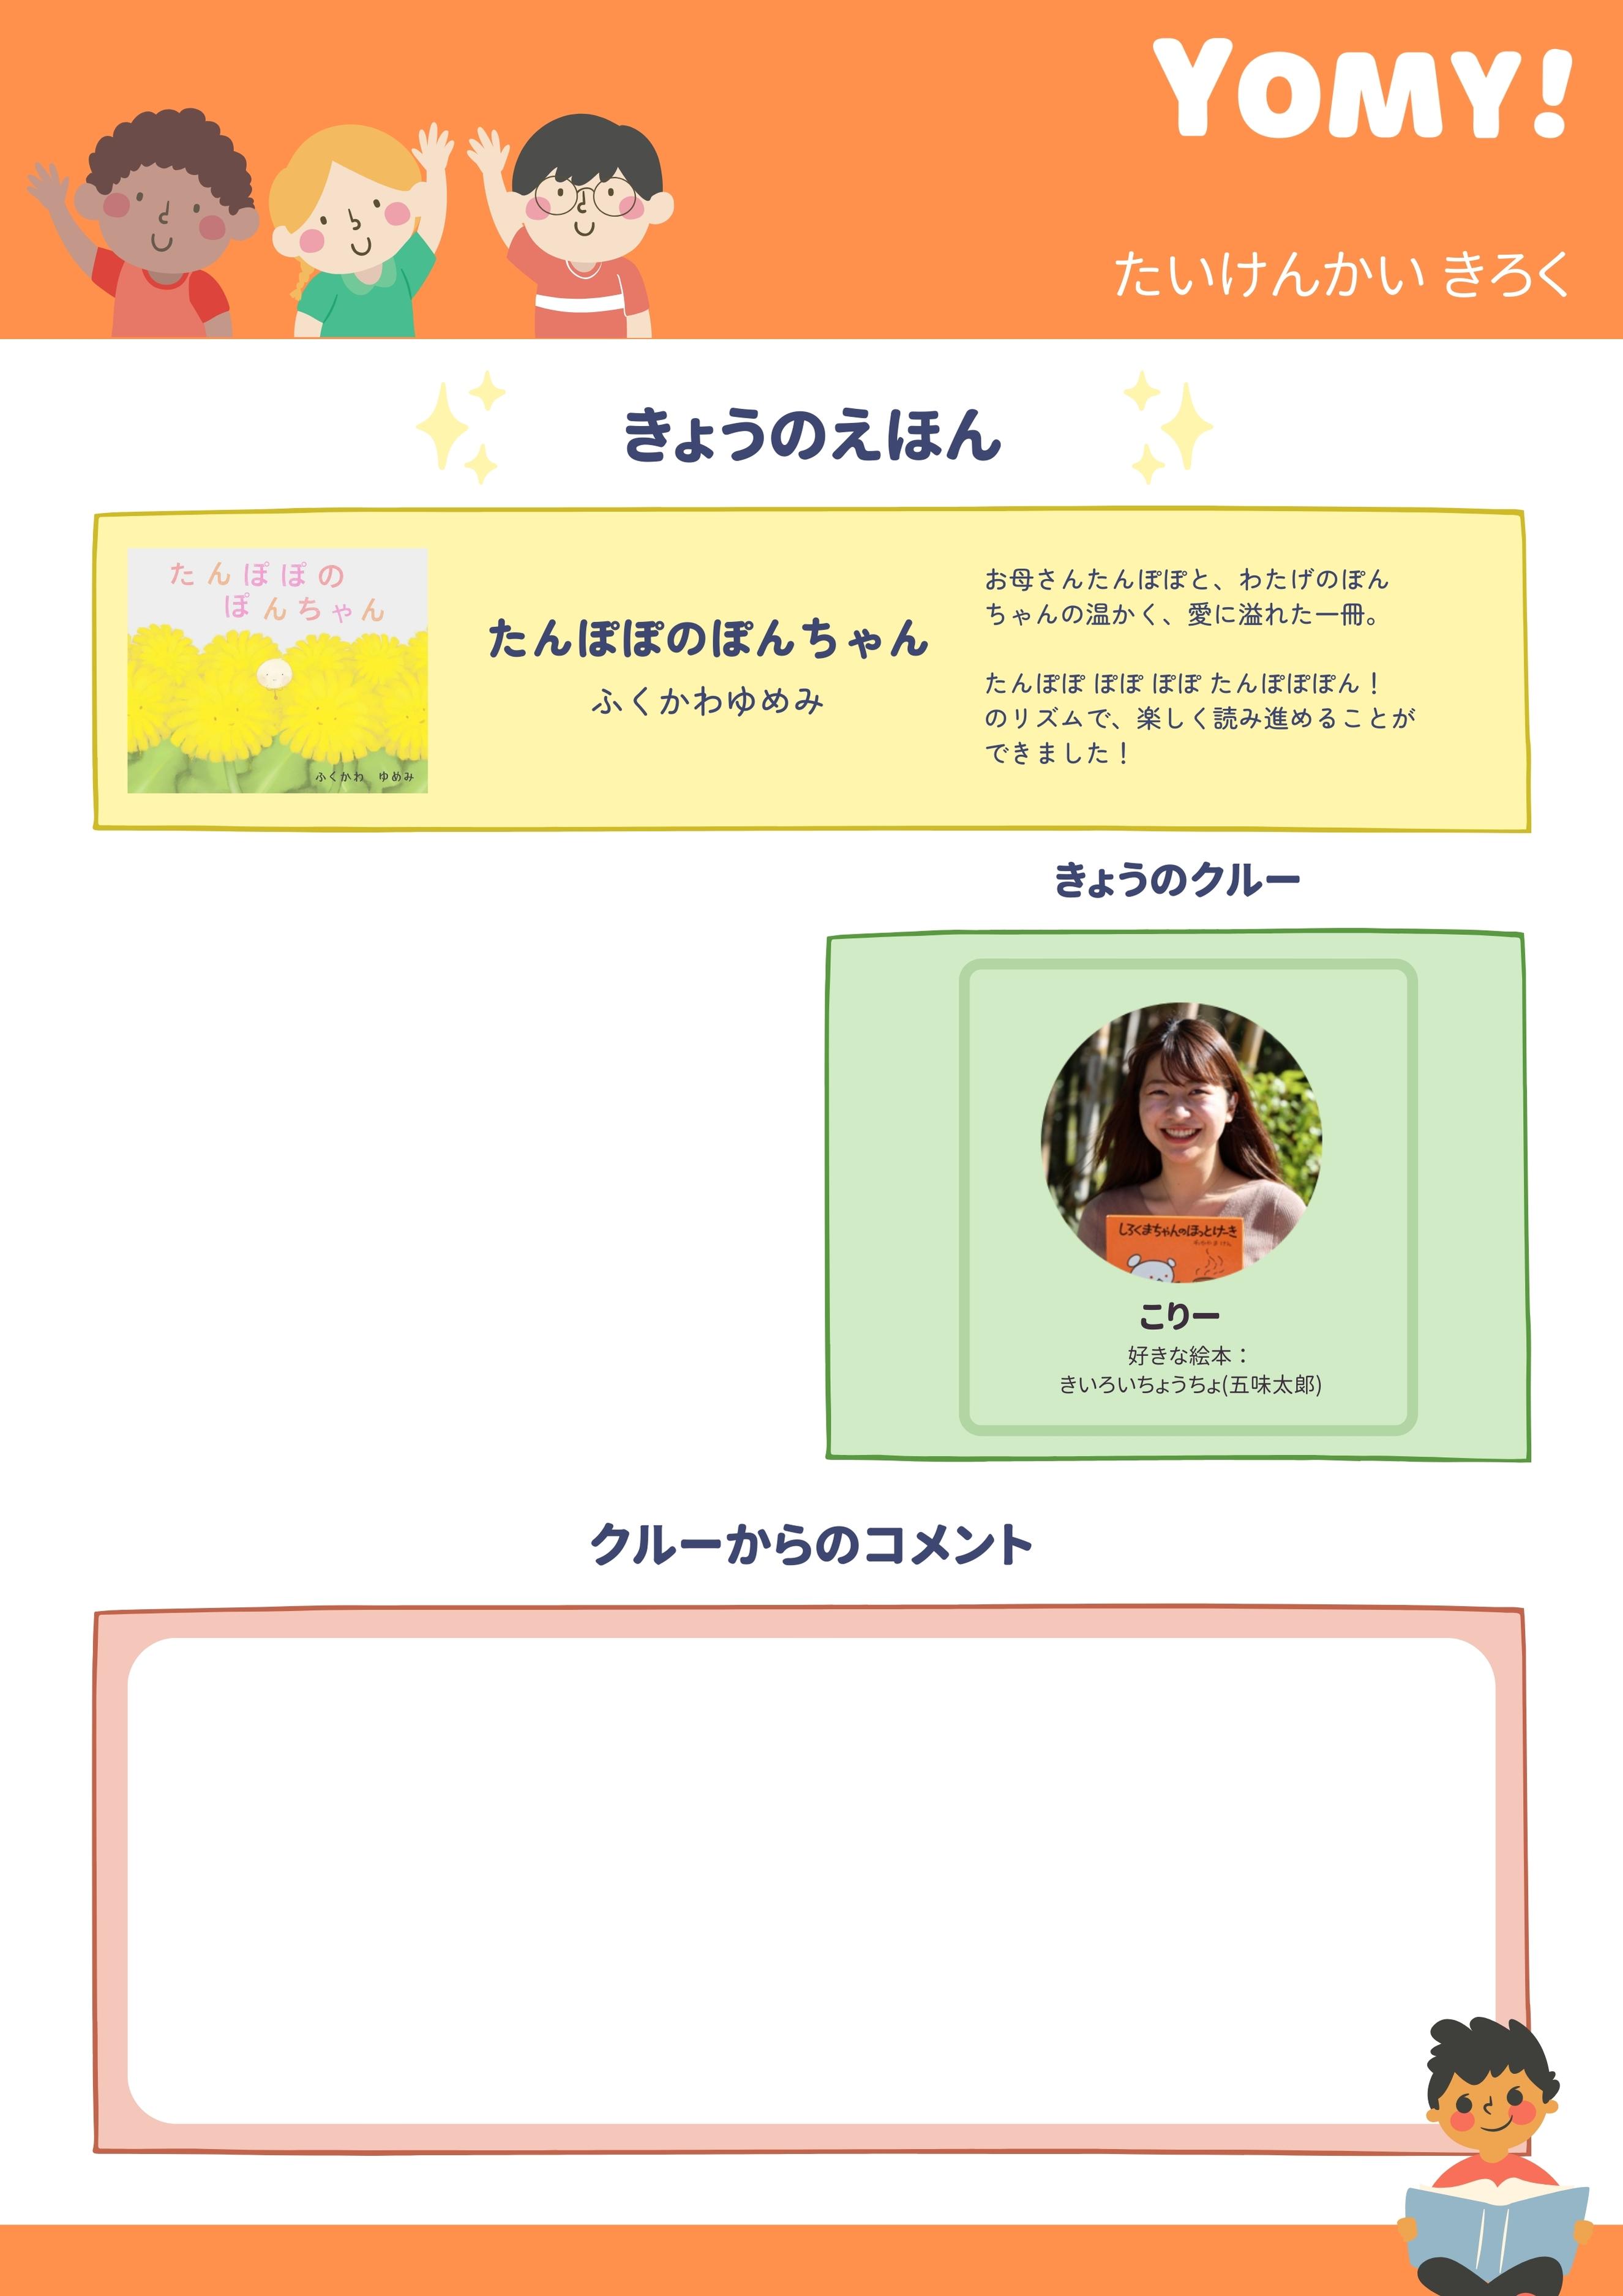 YOMY!
たいけんかい きろく
きょうのえほん
たんぽぽの
ぽんちゃん
ふくかわ ゆめみ
たんぽぽのぽんちゃん
ふくかわゆめみ
お母さんたんぽぽと、わたげのぽん
ちゃんの温かく、愛に溢れた一冊。
たんぽぽ ぽぽ ぽぽ たんぽぽぽん！
のリズムで、楽しく読み進めることが
できました！
きょうのクルー
しろくまちゃんのほっとけーき
こりー
好きな絵本：
きいろいちょうちょ(五味太郎)
クルーからのコメント